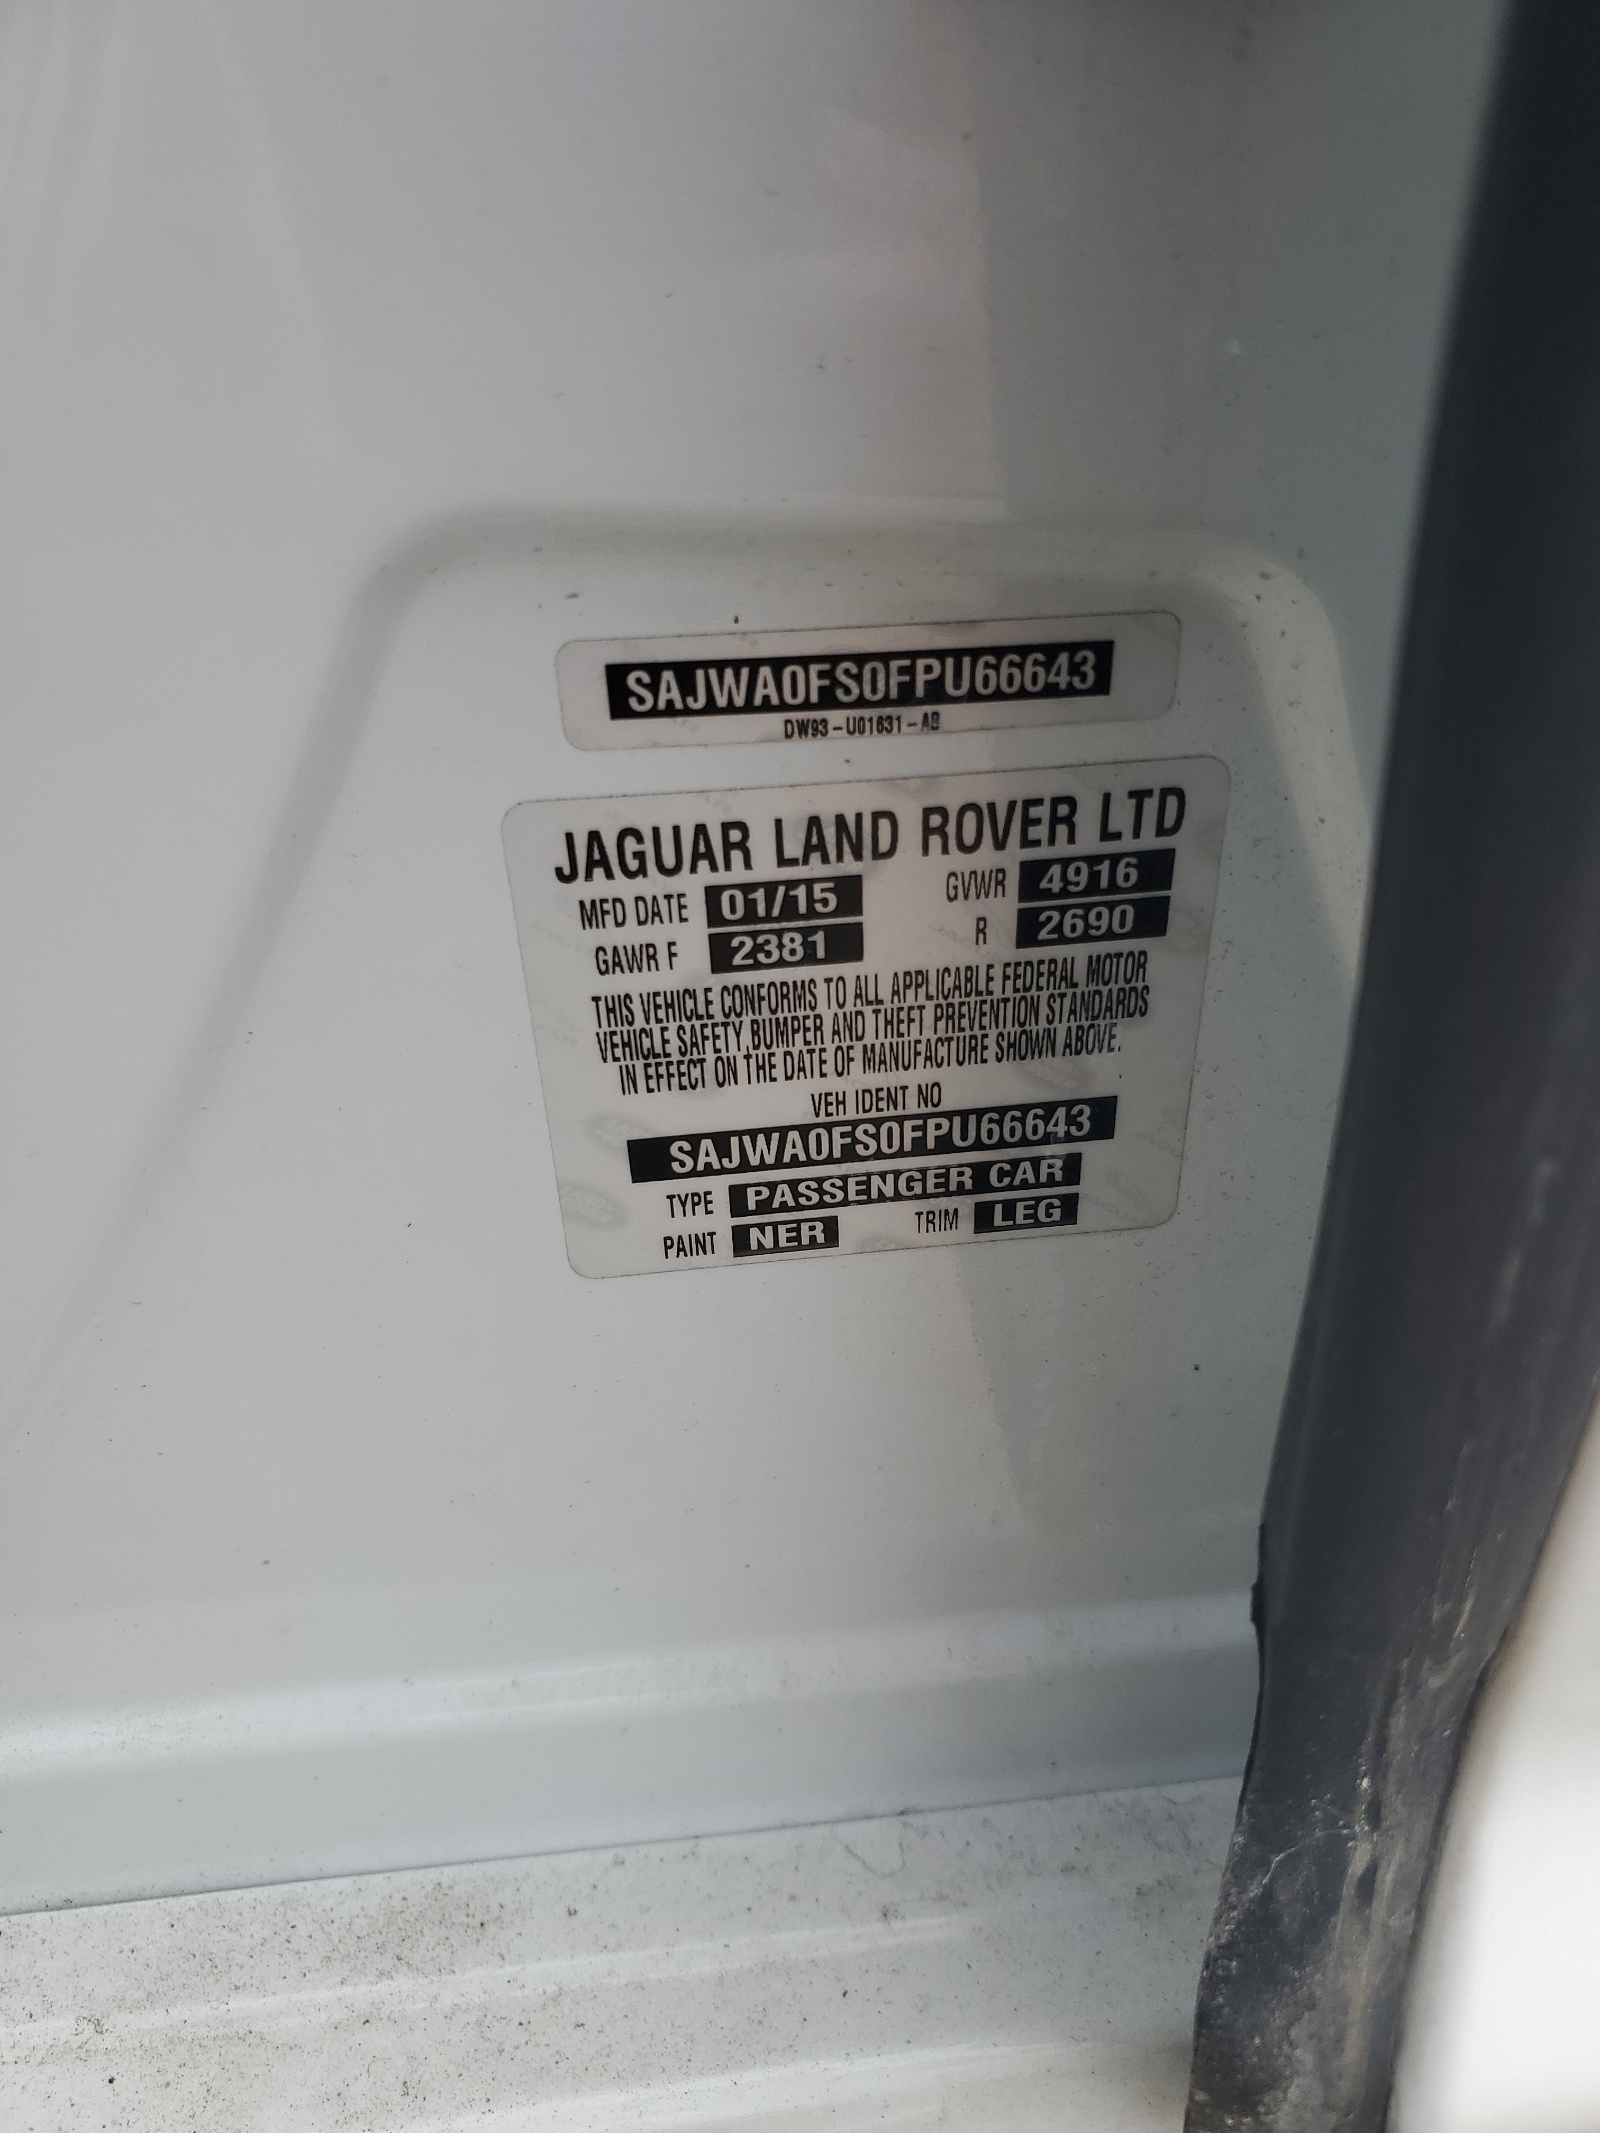 SAJWA0FS0FPU66643
DW93-U01631-AB
JAGUAR LAND ROVER LTD
MFD DATE 01/15 GVWR 4916
GAWR F 2381 R 2690
THIS VEHICLE CONFORMS TO ALL APPLICABLE FEDERAL MOTOR
VEHICLE SAFETY,BUMPER AND THEFT PREVENTION STANDARDS
IN EFFECT ON THE DATE OF MANUFACTURE SHOWN ABOVE.
VEH IDENT NO
SAJWA0FS0FPU66643
TYPE PASSENGER CAR
PAINT NER TRIM LEG